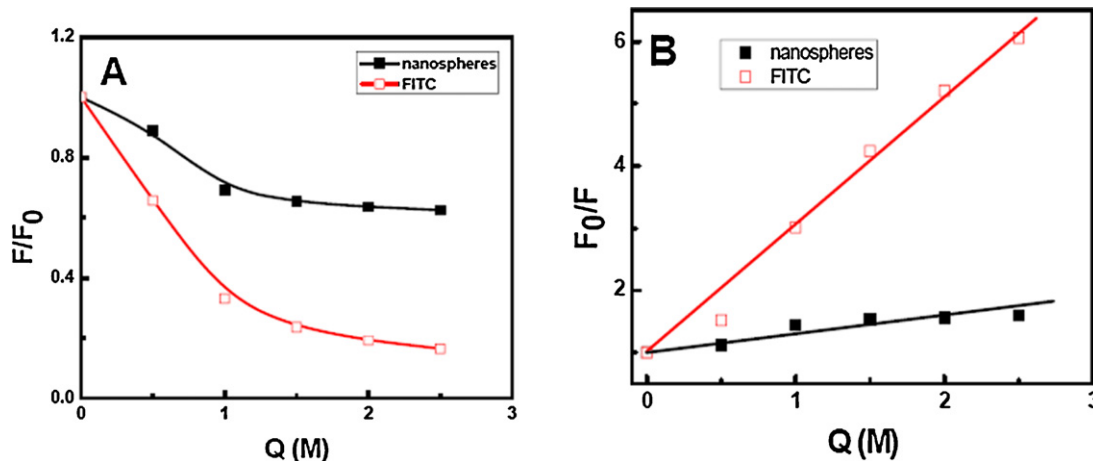 A
nanospheres
FITC
F/F0
1.2
0.8
0.4
0.0
0 1 2 3
Q (M)
B
nanospheres
FITC
F0/F
6
4
2
0 1 2 3
Q (M)